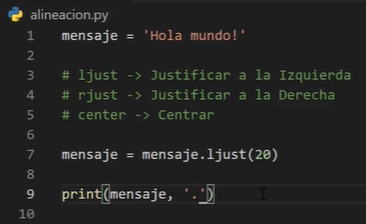 alineacion.py
1 mensaje = 'Hola mundo!'
2
3 # ljust -> Justificar a la Izquierda
4 # rjust -> Justificar a la Derecha
5 # center -> Centrar
6
7 mensaje = mensaje.ljust(20)
8
9 print(mensaje, '.')
10